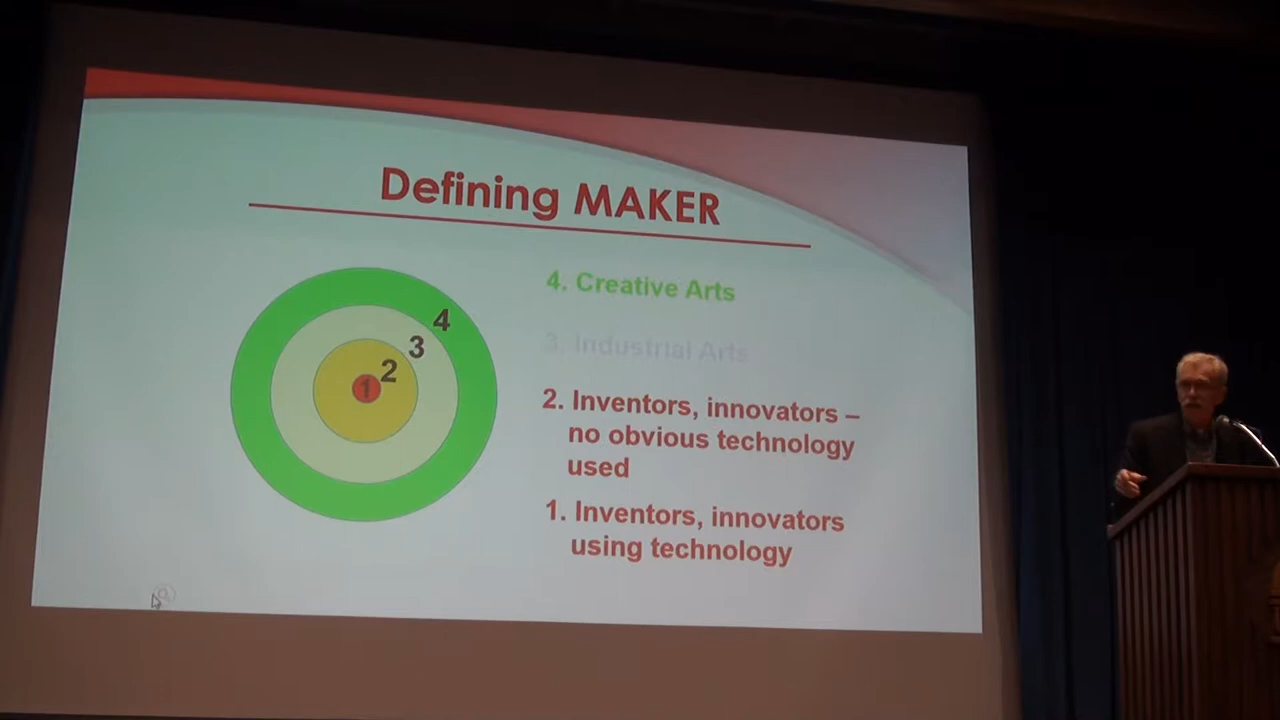 Defining MAKER
4
3
2
1
4. Creative Arts
3. Industrial Arts
2. Inventors, innovators –
no obvious technology
used
1. Inventors, innovators
using technology